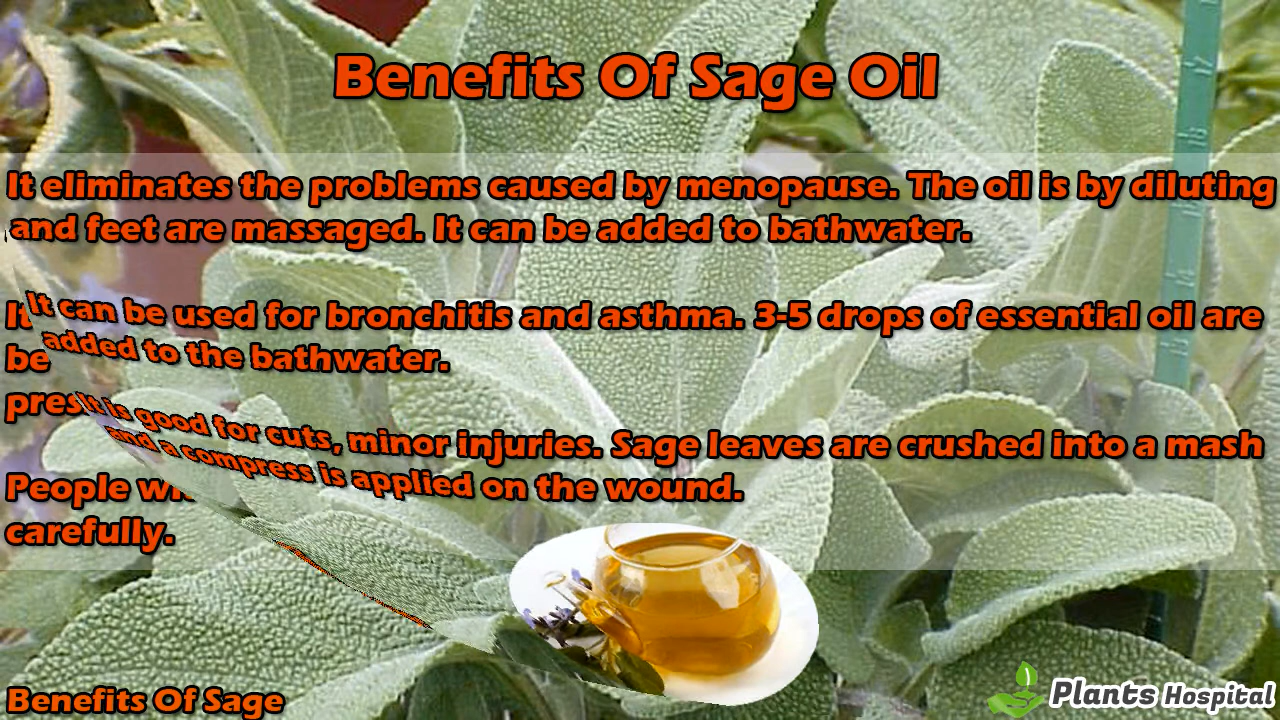 Benefits Of Sage Oil
It eliminates the problems caused by menopause. The oil is by diluting
and feet are massaged. It can be added to bathwater.
It
It can be used for bronchitis and asthma. 3-5 drops of essential oil are
be
added to the bathwater.
It is good for cuts, minor injuries. Sage leaves are crushed into a mash
and a compress is applied on the wound.
People
carefully.
Benefits Of Sage
Plants Hospital